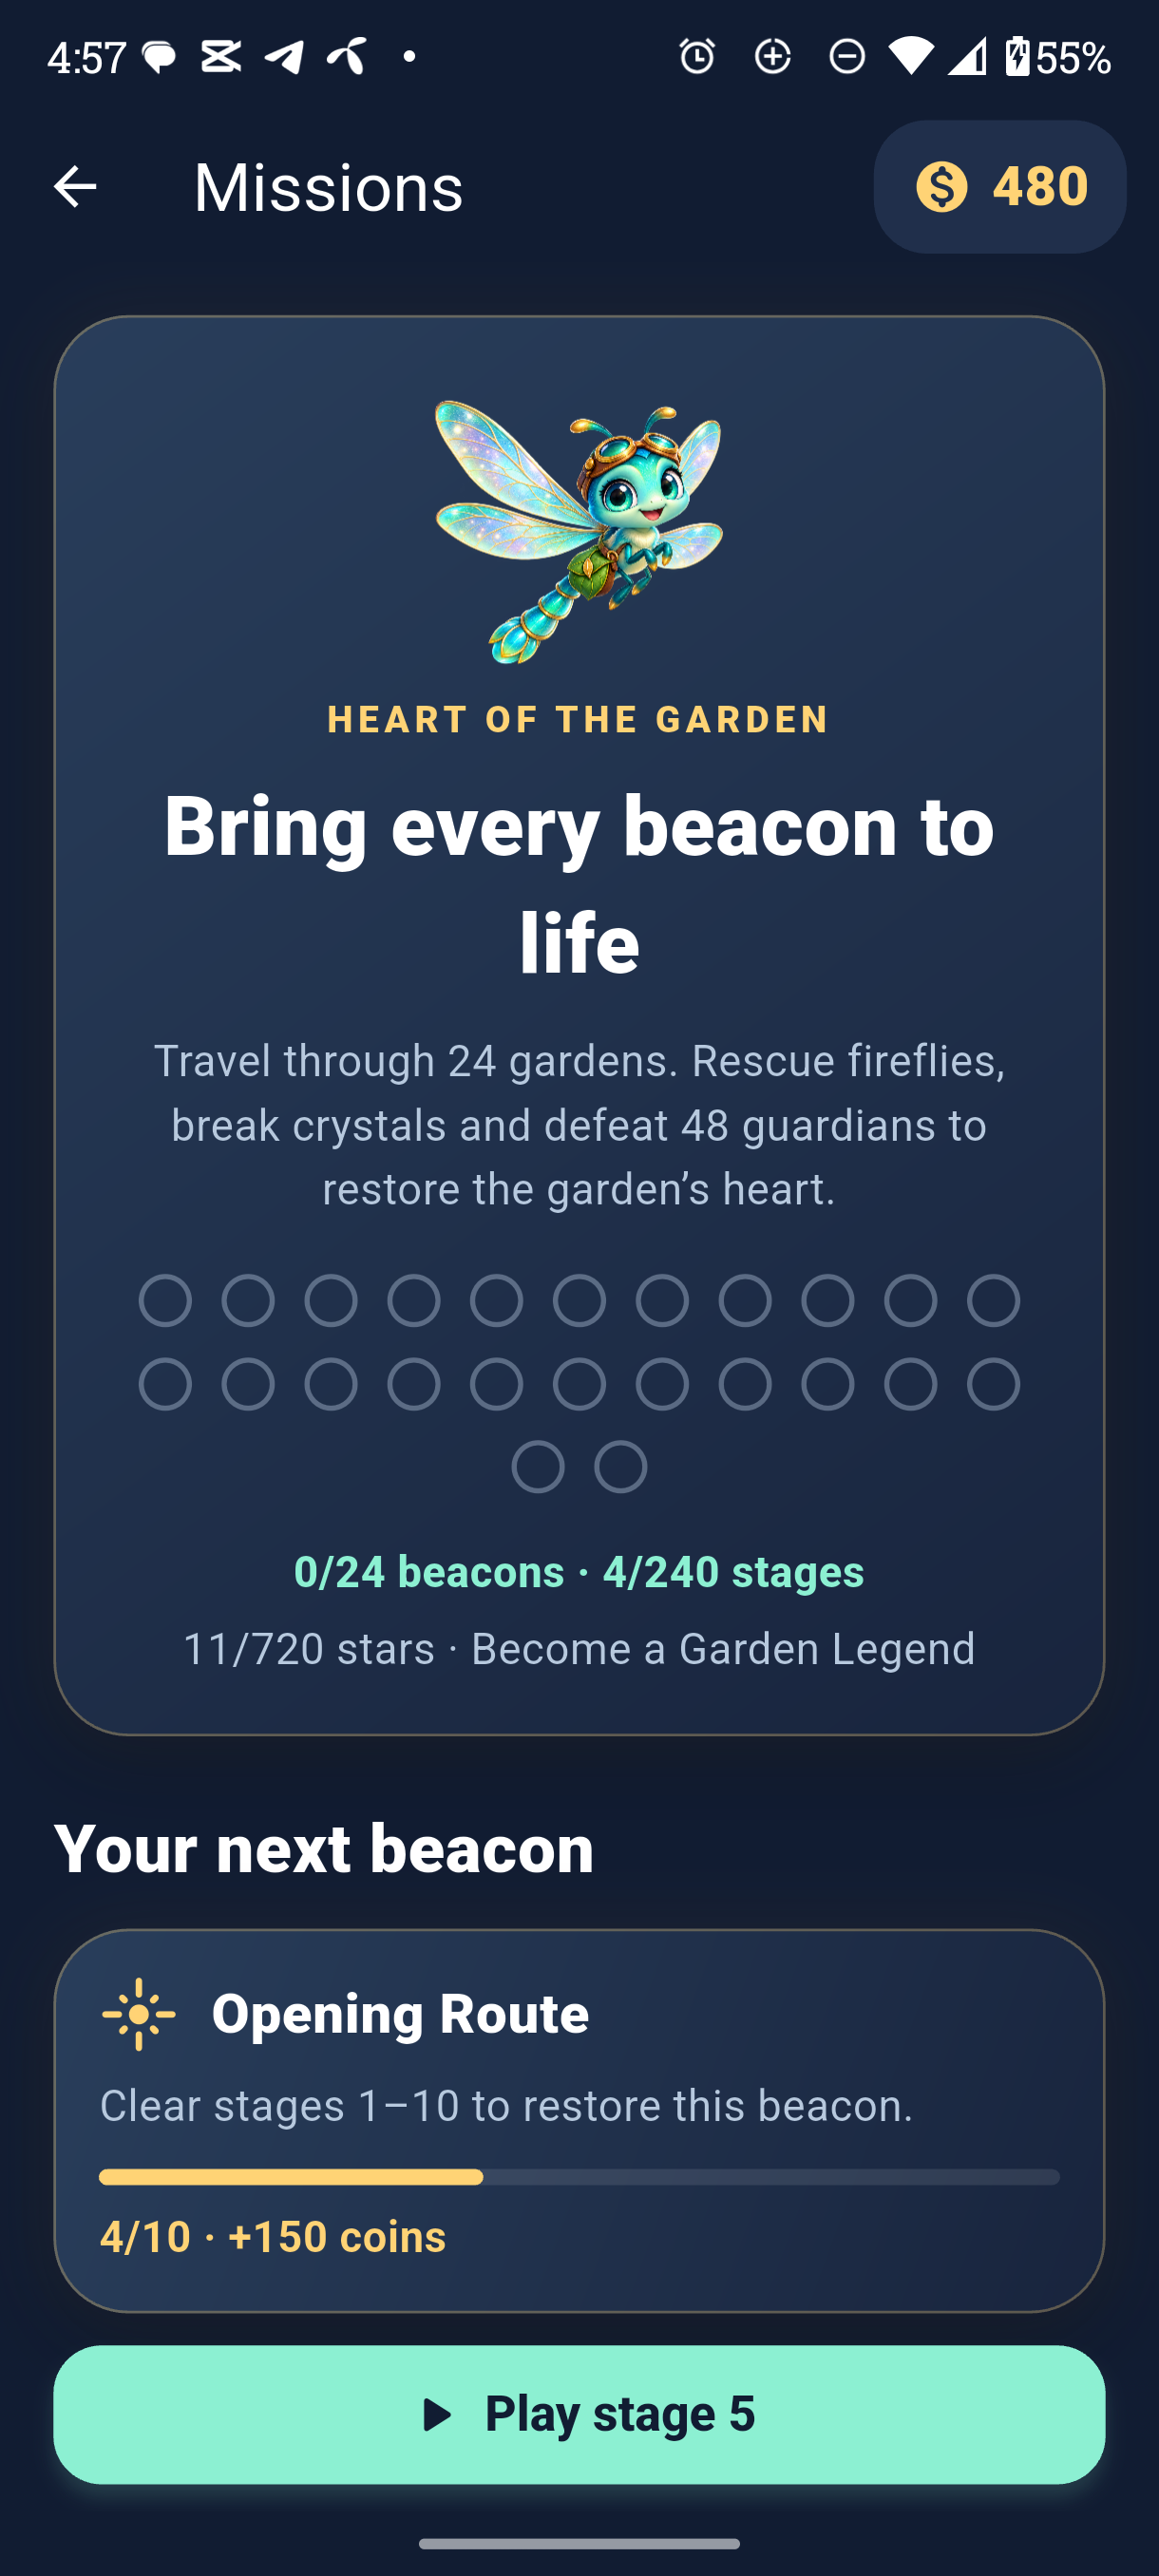 4:57
55%
Missions
480
HEART OF THE GARDEN
Bring every beacon to
life
Travel through 24 gardens. Rescue fireflies,
break crystals and defeat 48 guardians to
restore the garden’s heart.
0/24 beacons · 4/240 stages
11/720 stars · Become a Garden Legend
Your next beacon
Opening Route
Clear stages 1–10 to restore this beacon.
4/10 · +150 coins
Play stage 5